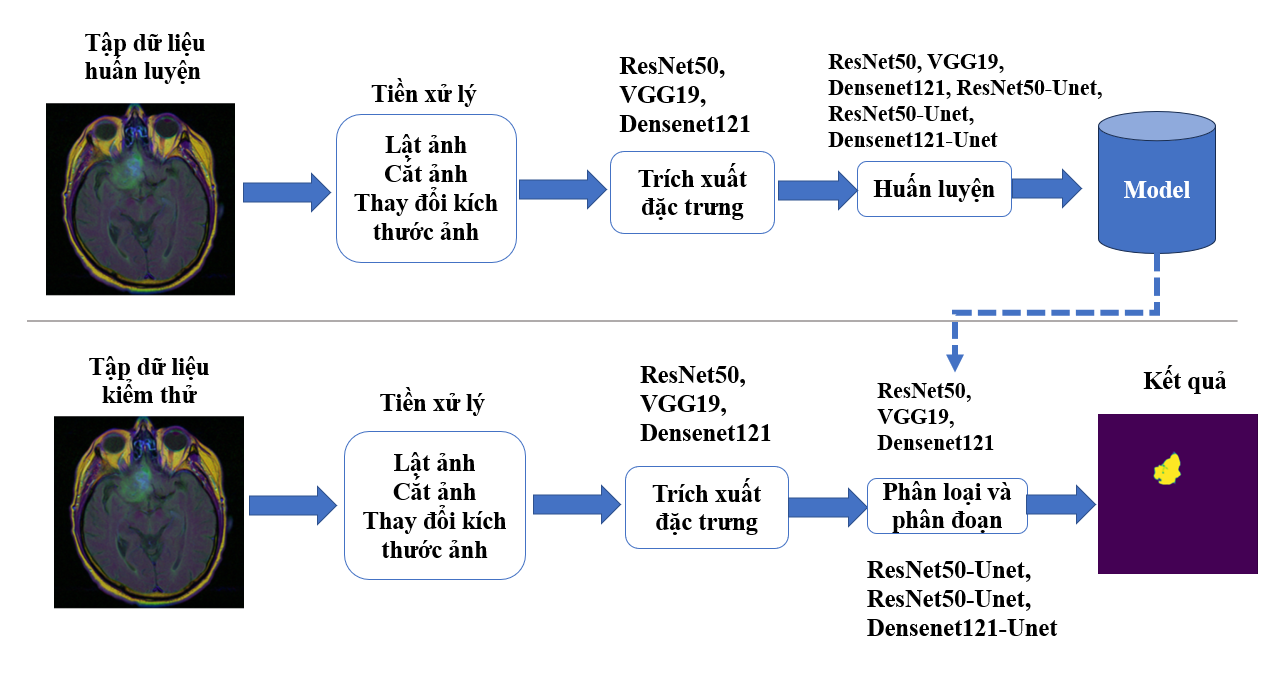 Tập dữ liệu
huấn luyện
Tiền xử lý
Lật ảnh
Cắt ảnh
Thay đổi kích
thước ảnh
ResNet50,
VGG19,
Densenet121
Trích xuất
đặc trưng
ResNet50, VGG19,
Densenet121, ResNet50-Unet,
ResNet50-Unet,
Densenet121-Unet
Huấn luyện
Model
Tập dữ liệu
kiểm thử
Tiền xử lý
Lật ảnh
Cắt ảnh
Thay đổi kích
thước ảnh
ResNet50,
VGG19,
Densenet121
Trích xuất
đặc trưng
ResNet50,
VGG19,
Densenet121
Phân loại và
phân đoạn
ResNet50-Unet,
ResNet50-Unet,
Densenet121-Unet
Kết quả